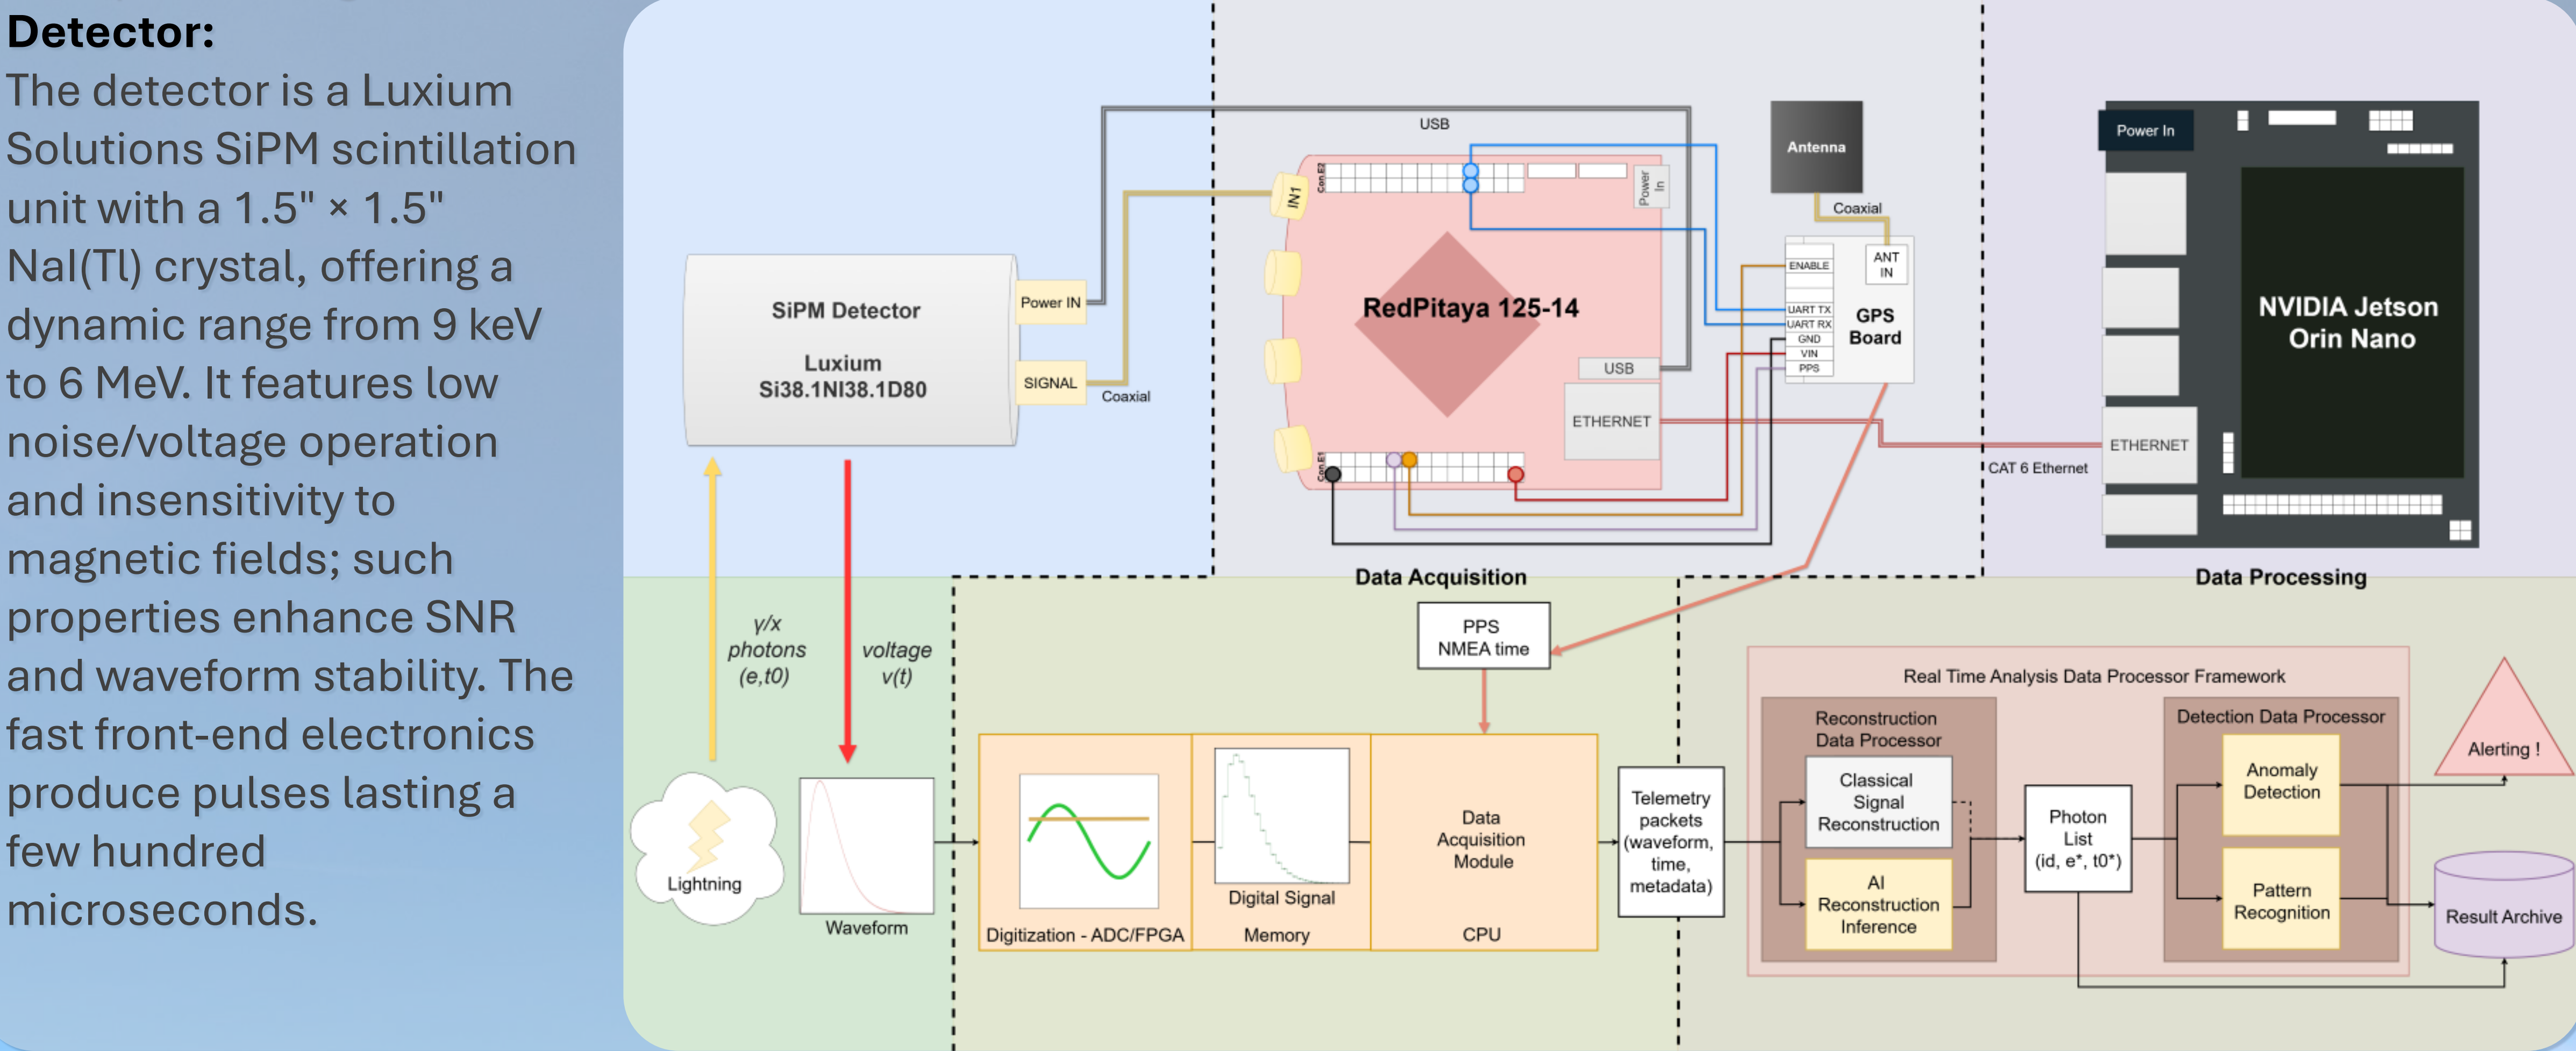 Detector:
The detector is a Luxium
Solutions SiPM scintillation
unit with a 1.5" × 1.5"
NaI(Tl) crystal, offering a
dynamic range from 9 keV
to 6 MeV. It features low
noise/voltage operation
and insensitivity to
magnetic fields; such
properties enhance SNR
and waveform stability. The
fast front-end electronics
produce pulses lasting a
few hundred
microseconds.
SiPM Detector
Luxium
Si38.1NI38.1D80
Power IN
SIGNAL
Coaxial
USB
IN1
Con.E2
Power
In
RedPitaya 125-14
USB
ETHERNET
Con.E1
Antenna
Coaxial
ANT
IN
ENABLE
UART TX
UART RX
GND
VIN
PPS
GPS
Board
CAT 6 Ethernet
Power In
ETHERNET
NVIDIA Jetson
Orin Nano
Data Acquisition
Data Processing
γ/x
photons
(e,t0)
voltage
v(t)
Lightning
Waveform
PPS
NMEA time
Digitization - ADC/FPGA
Digital Signal
Memory
Data
Acquisition
Module
CPU
Telemetry
packets
(waveform,
time,
metadata)
Real Time Analysis Data Processor Framework
Reconstruction
Data Processor
Classical
Signal
Reconstruction
AI
Reconstruction
Inference
Photon
List
(id, e*, t0*)
Detection Data Processor
Anomaly
Detection
Pattern
Recognition
Alerting !
Result Archive